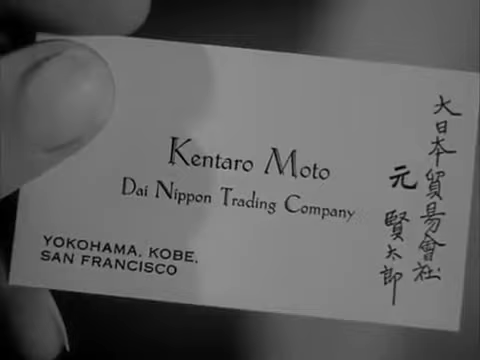 Kentaro Moto
Dai Nippon Trading Company
YOKOHAMA, KOBE,
SAN FRANCISCO
大日本貿易會社
元 賢太郎